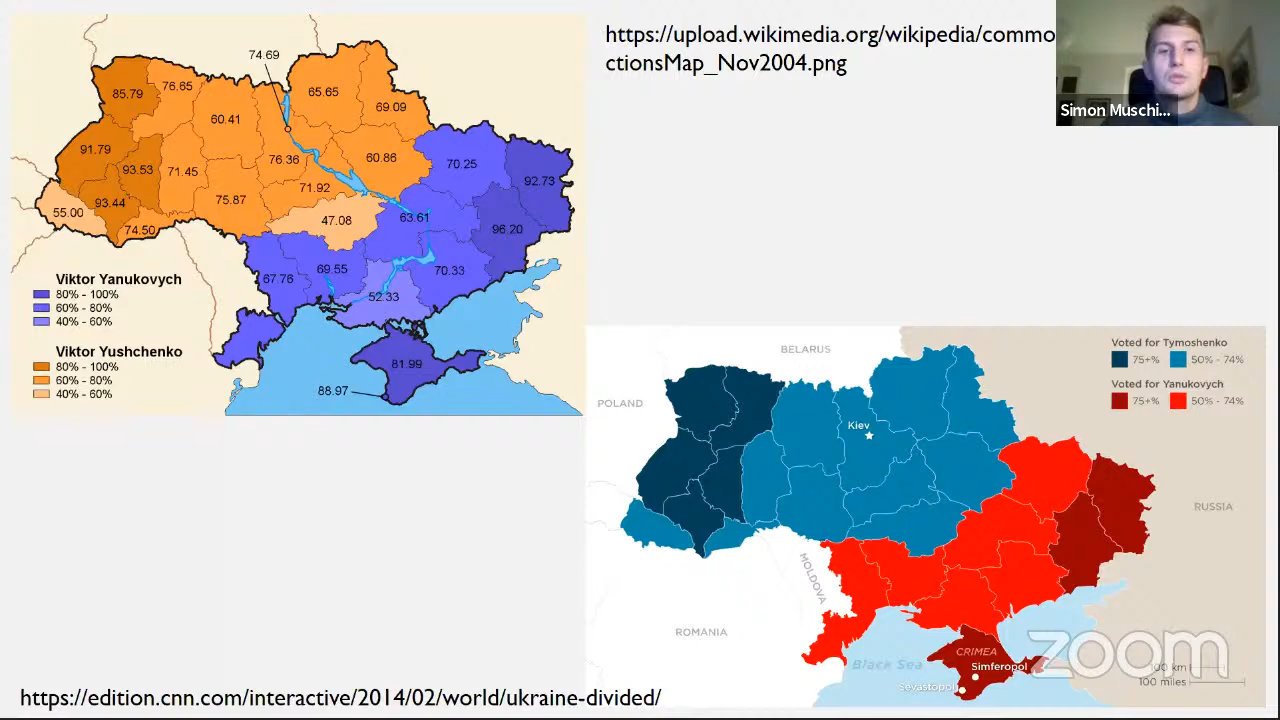 https://upload.wikimedia.org/wikipedia/commo
ctionsMap_Nov2004.png
Simon Muschi...
74.69
85.79
76.65
65.65
69.09
60.41
91.79
93.53
71.45
76.36
60.86
70.25
92.73
55.00
93.44
75.87
71.92
47.08
63.61
96.20
74.50
67.76
69.55
70.33
52.33
81.99
88.97
Viktor Yanukovych
80% - 100%
60% - 80%
40% - 60%
Viktor Yushchenko
80% - 100%
60% - 80%
40% - 60%
Voted for Tymoshenko
75+% 50% - 74%
Voted for Yanukovych
75+% 50% - 74%
BELARUS
POLAND
Kiev
RUSSIA
MOLDOVA
ROMANIA
Black Sea
CRIMEA
Simferopol
Sevastopol
zoom
100 km
100 miles
https://edition.cnn.com/interactive/2014/02/world/ukraine-divided/